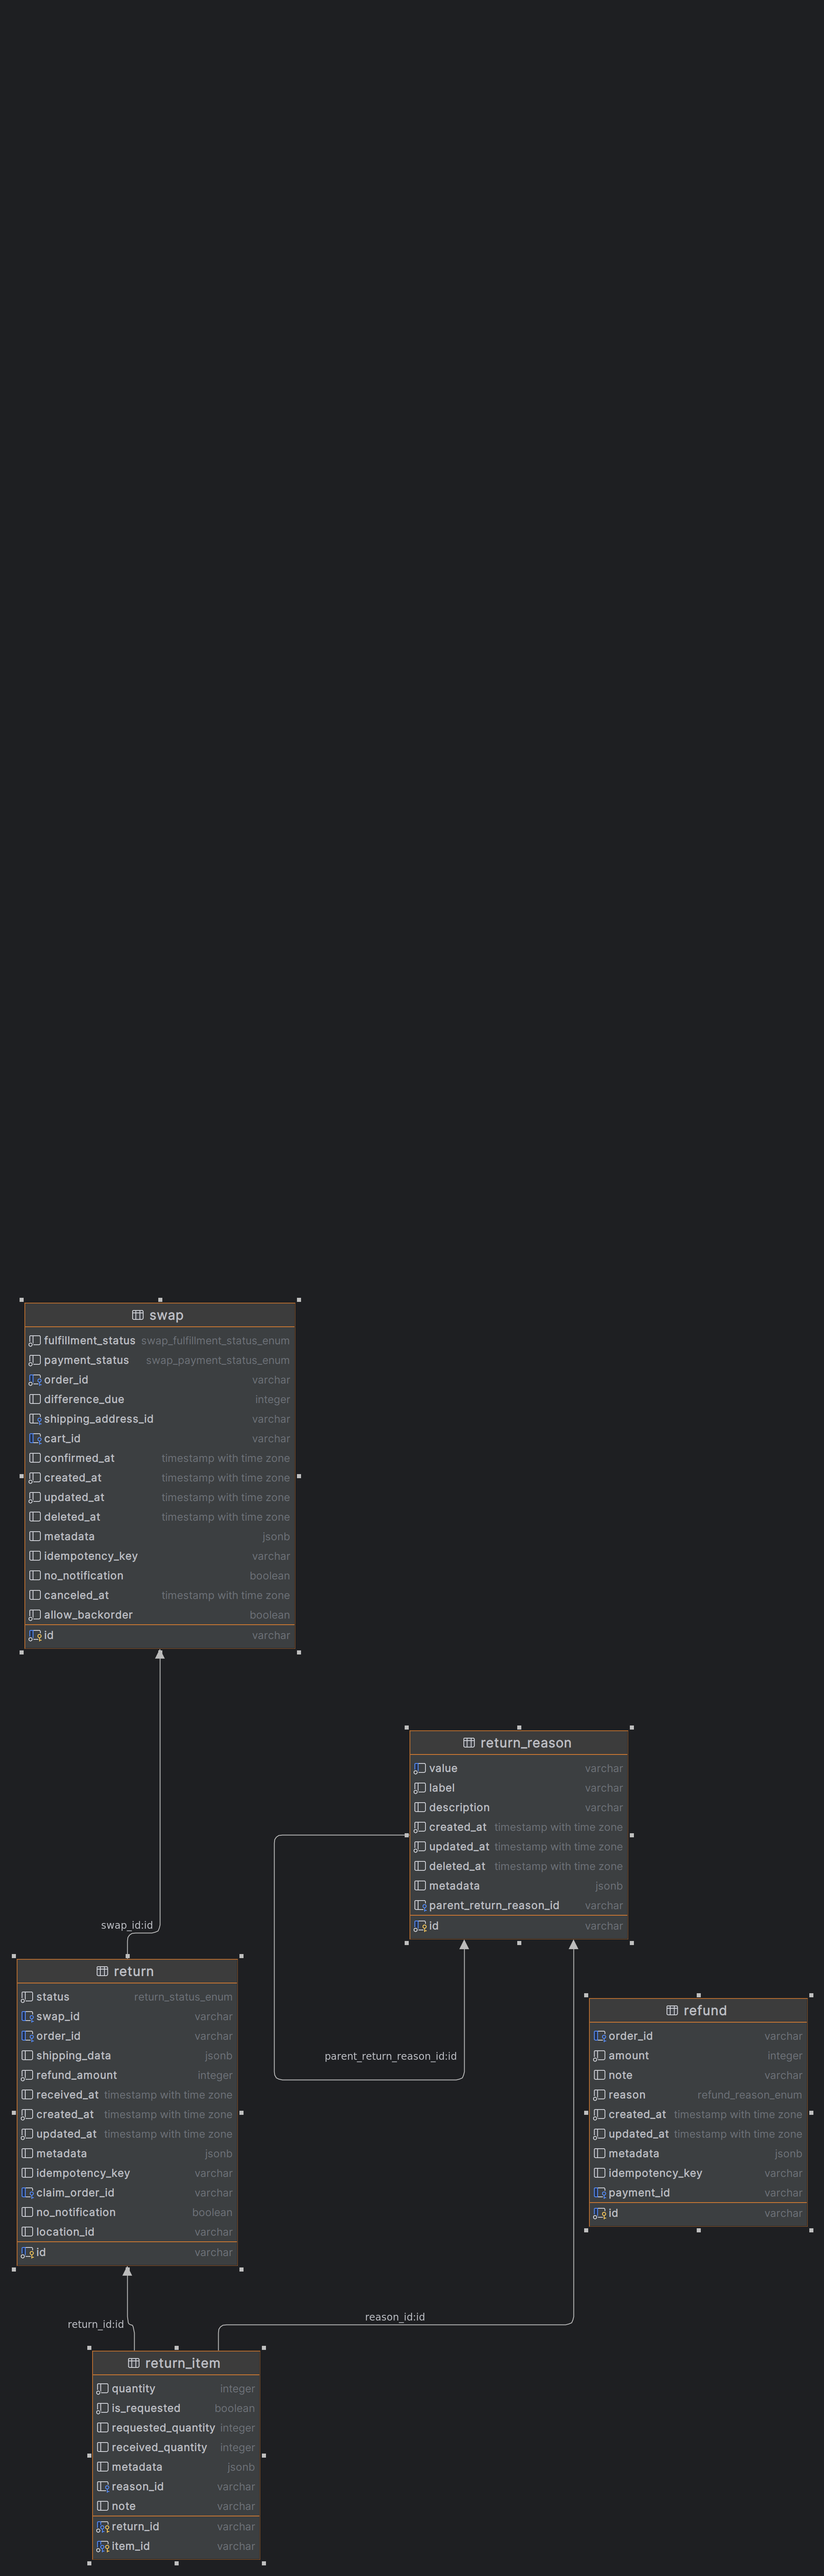 swap
fulfillment_status swap_fulfillment_status_enum
payment_status swap_payment_status_enum
order_id varchar
difference_due integer
shipping_address_id varchar
cart_id varchar
confirmed_at timestamp with time zone
created_at timestamp with time zone
updated_at timestamp with time zone
deleted_at timestamp with time zone
metadata jsonb
idempotency_key varchar
no_notification boolean
canceled_at timestamp with time zone
allow_backorder boolean
id varchar
return_reason
value varchar
label varchar
description varchar
created_at timestamp with time zone
updated_at timestamp with time zone
deleted_at timestamp with time zone
metadata jsonb
parent_return_reason_id varchar
id varchar
swap_id:id
return
status return_status_enum
swap_id varchar
order_id varchar
shipping_data jsonb
refund_amount integer
received_at timestamp with time zone
created_at timestamp with time zone
updated_at timestamp with time zone
metadata jsonb
idempotency_key varchar
claim_order_id varchar
no_notification boolean
location_id varchar
id varchar
parent_return_reason_id:id
refund
order_id varchar
amount integer
note varchar
reason refund_reason_enum
created_at timestamp with time zone
updated_at timestamp with time zone
metadata jsonb
idempotency_key varchar
payment_id varchar
id varchar
return_id:id
reason_id:id
return_item
quantity integer
is_requested boolean
requested_quantity integer
received_quantity integer
metadata jsonb
reason_id varchar
note varchar
return_id varchar
item_id varchar